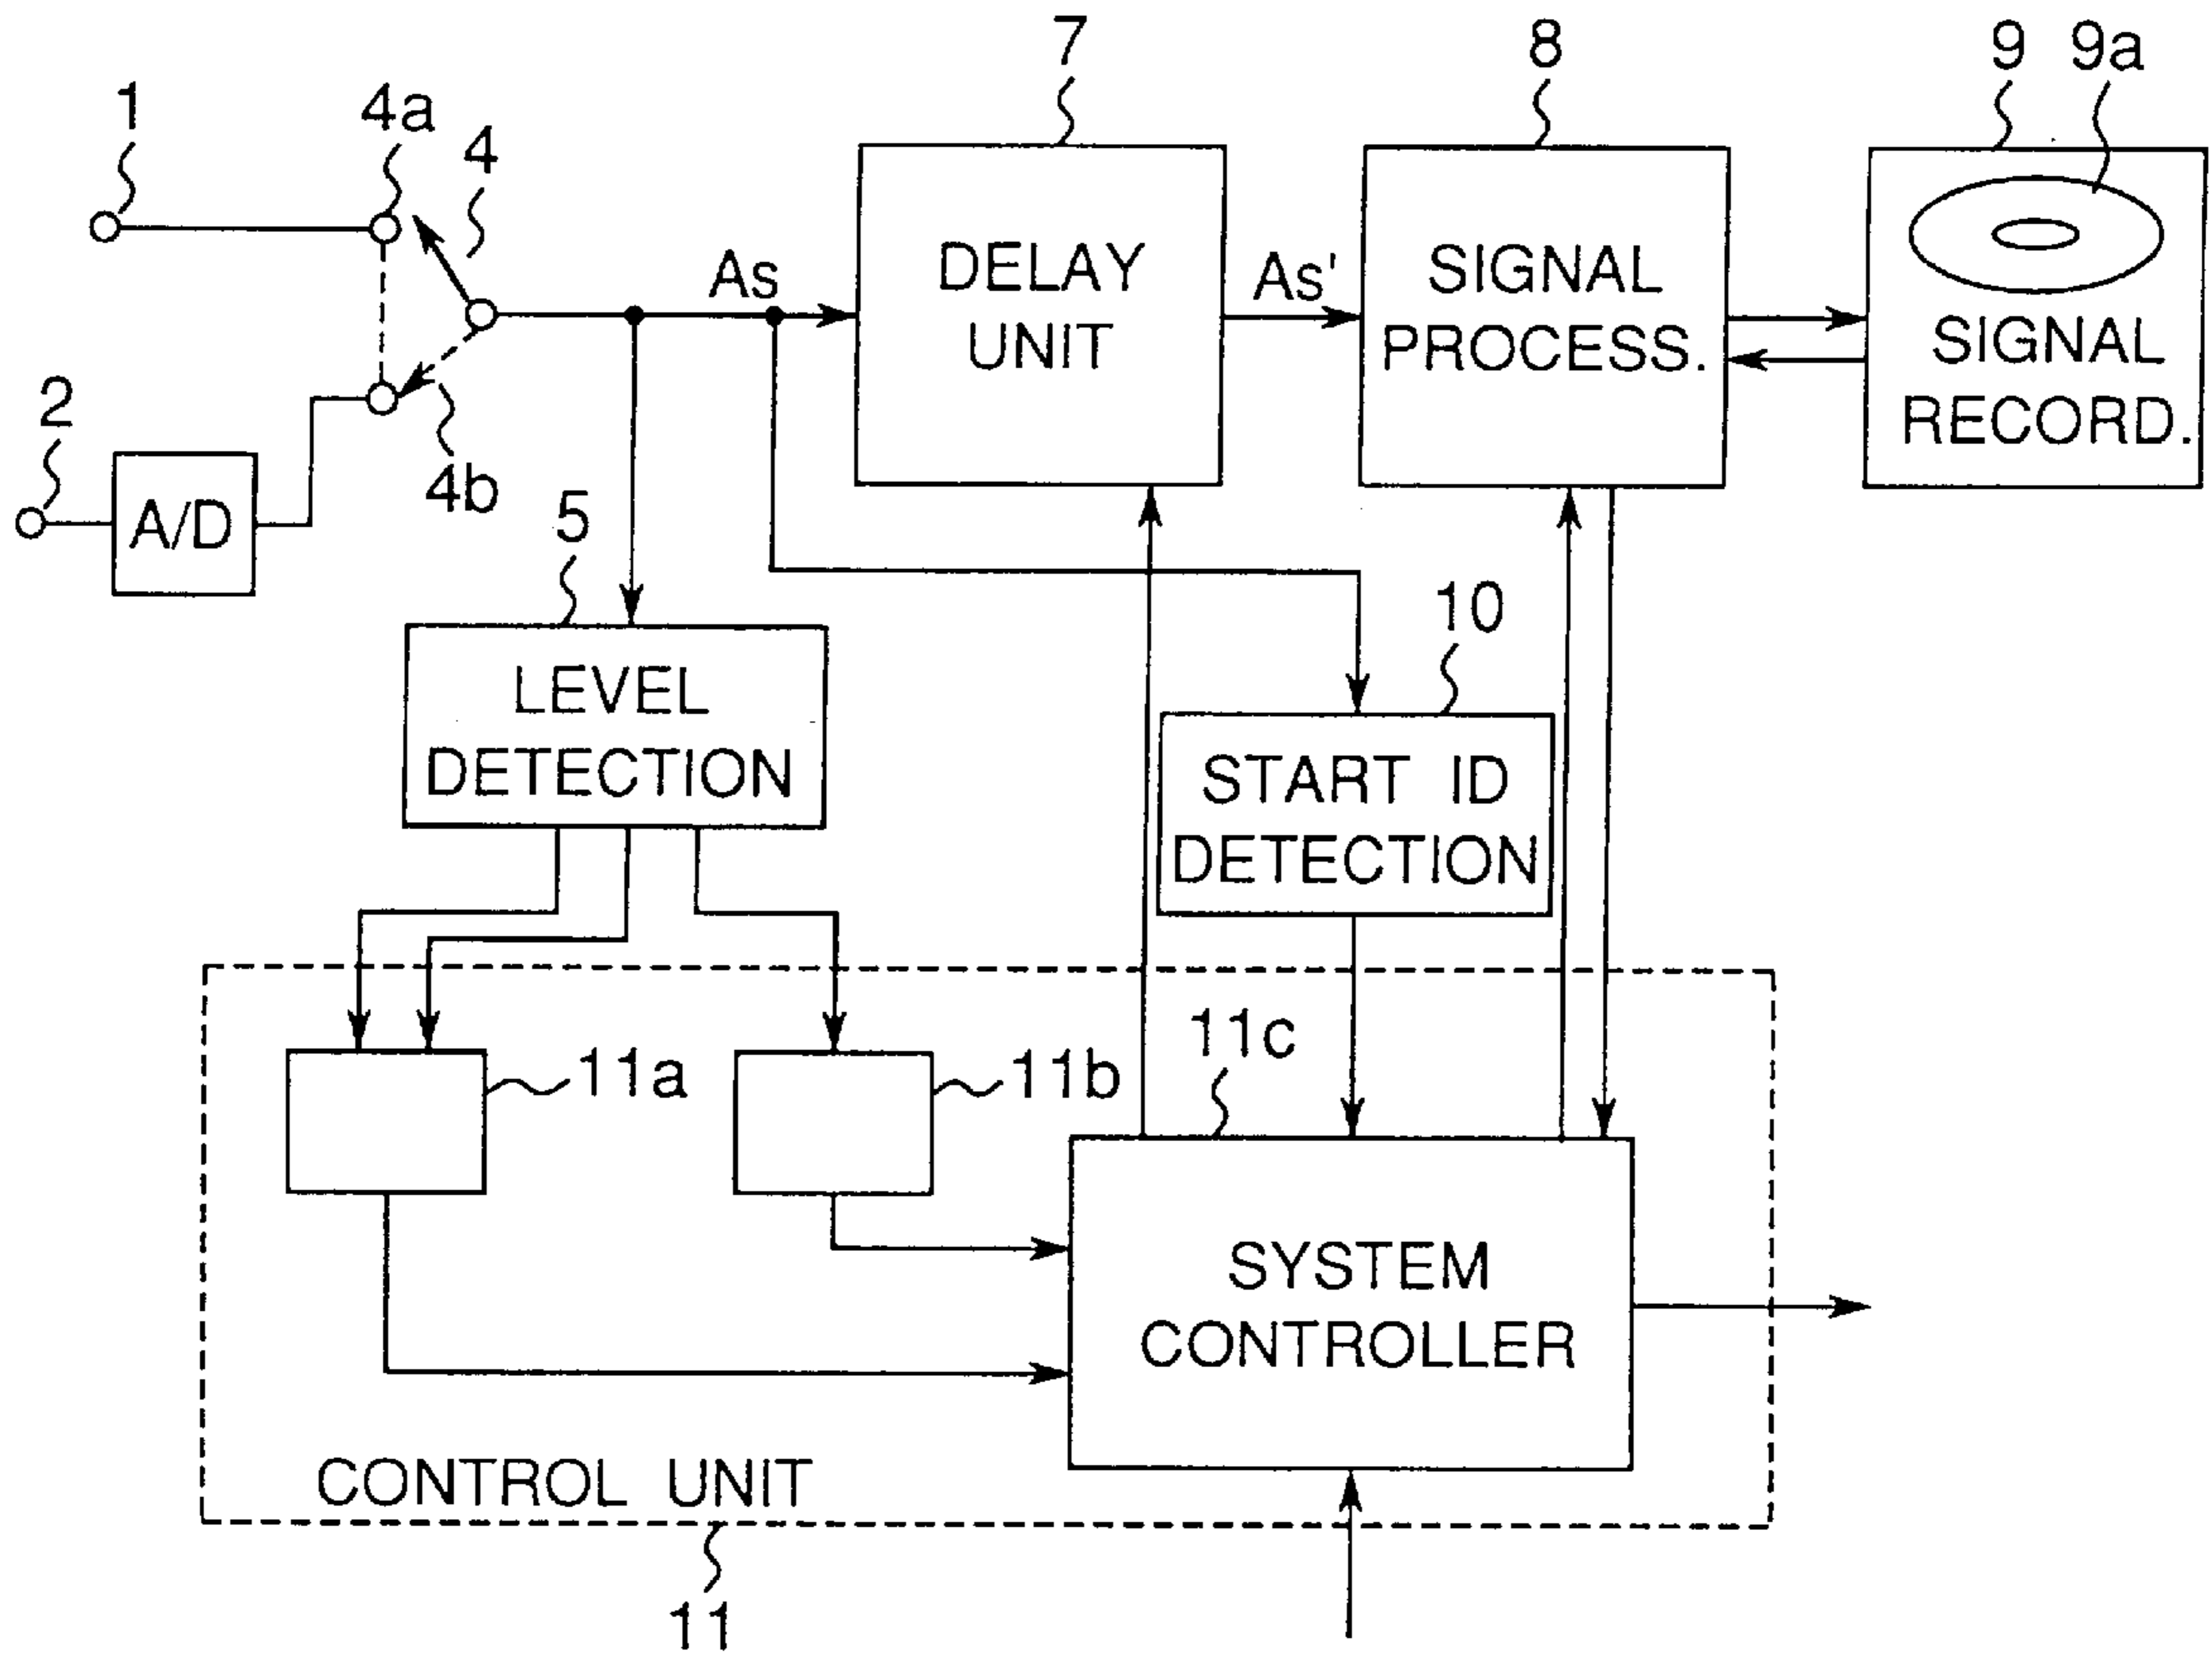 7
8
9
9a
1
4a
4
As
DELAY
UNIT
As'
SIGNAL
PROCESS.
SIGNAL
RECORD.
2
4b
A/D
5
10
LEVEL
DETECTION
START ID
DETECTION
11c
11a
11b
SYSTEM
CONTROLLER
CONTROL UNIT
11